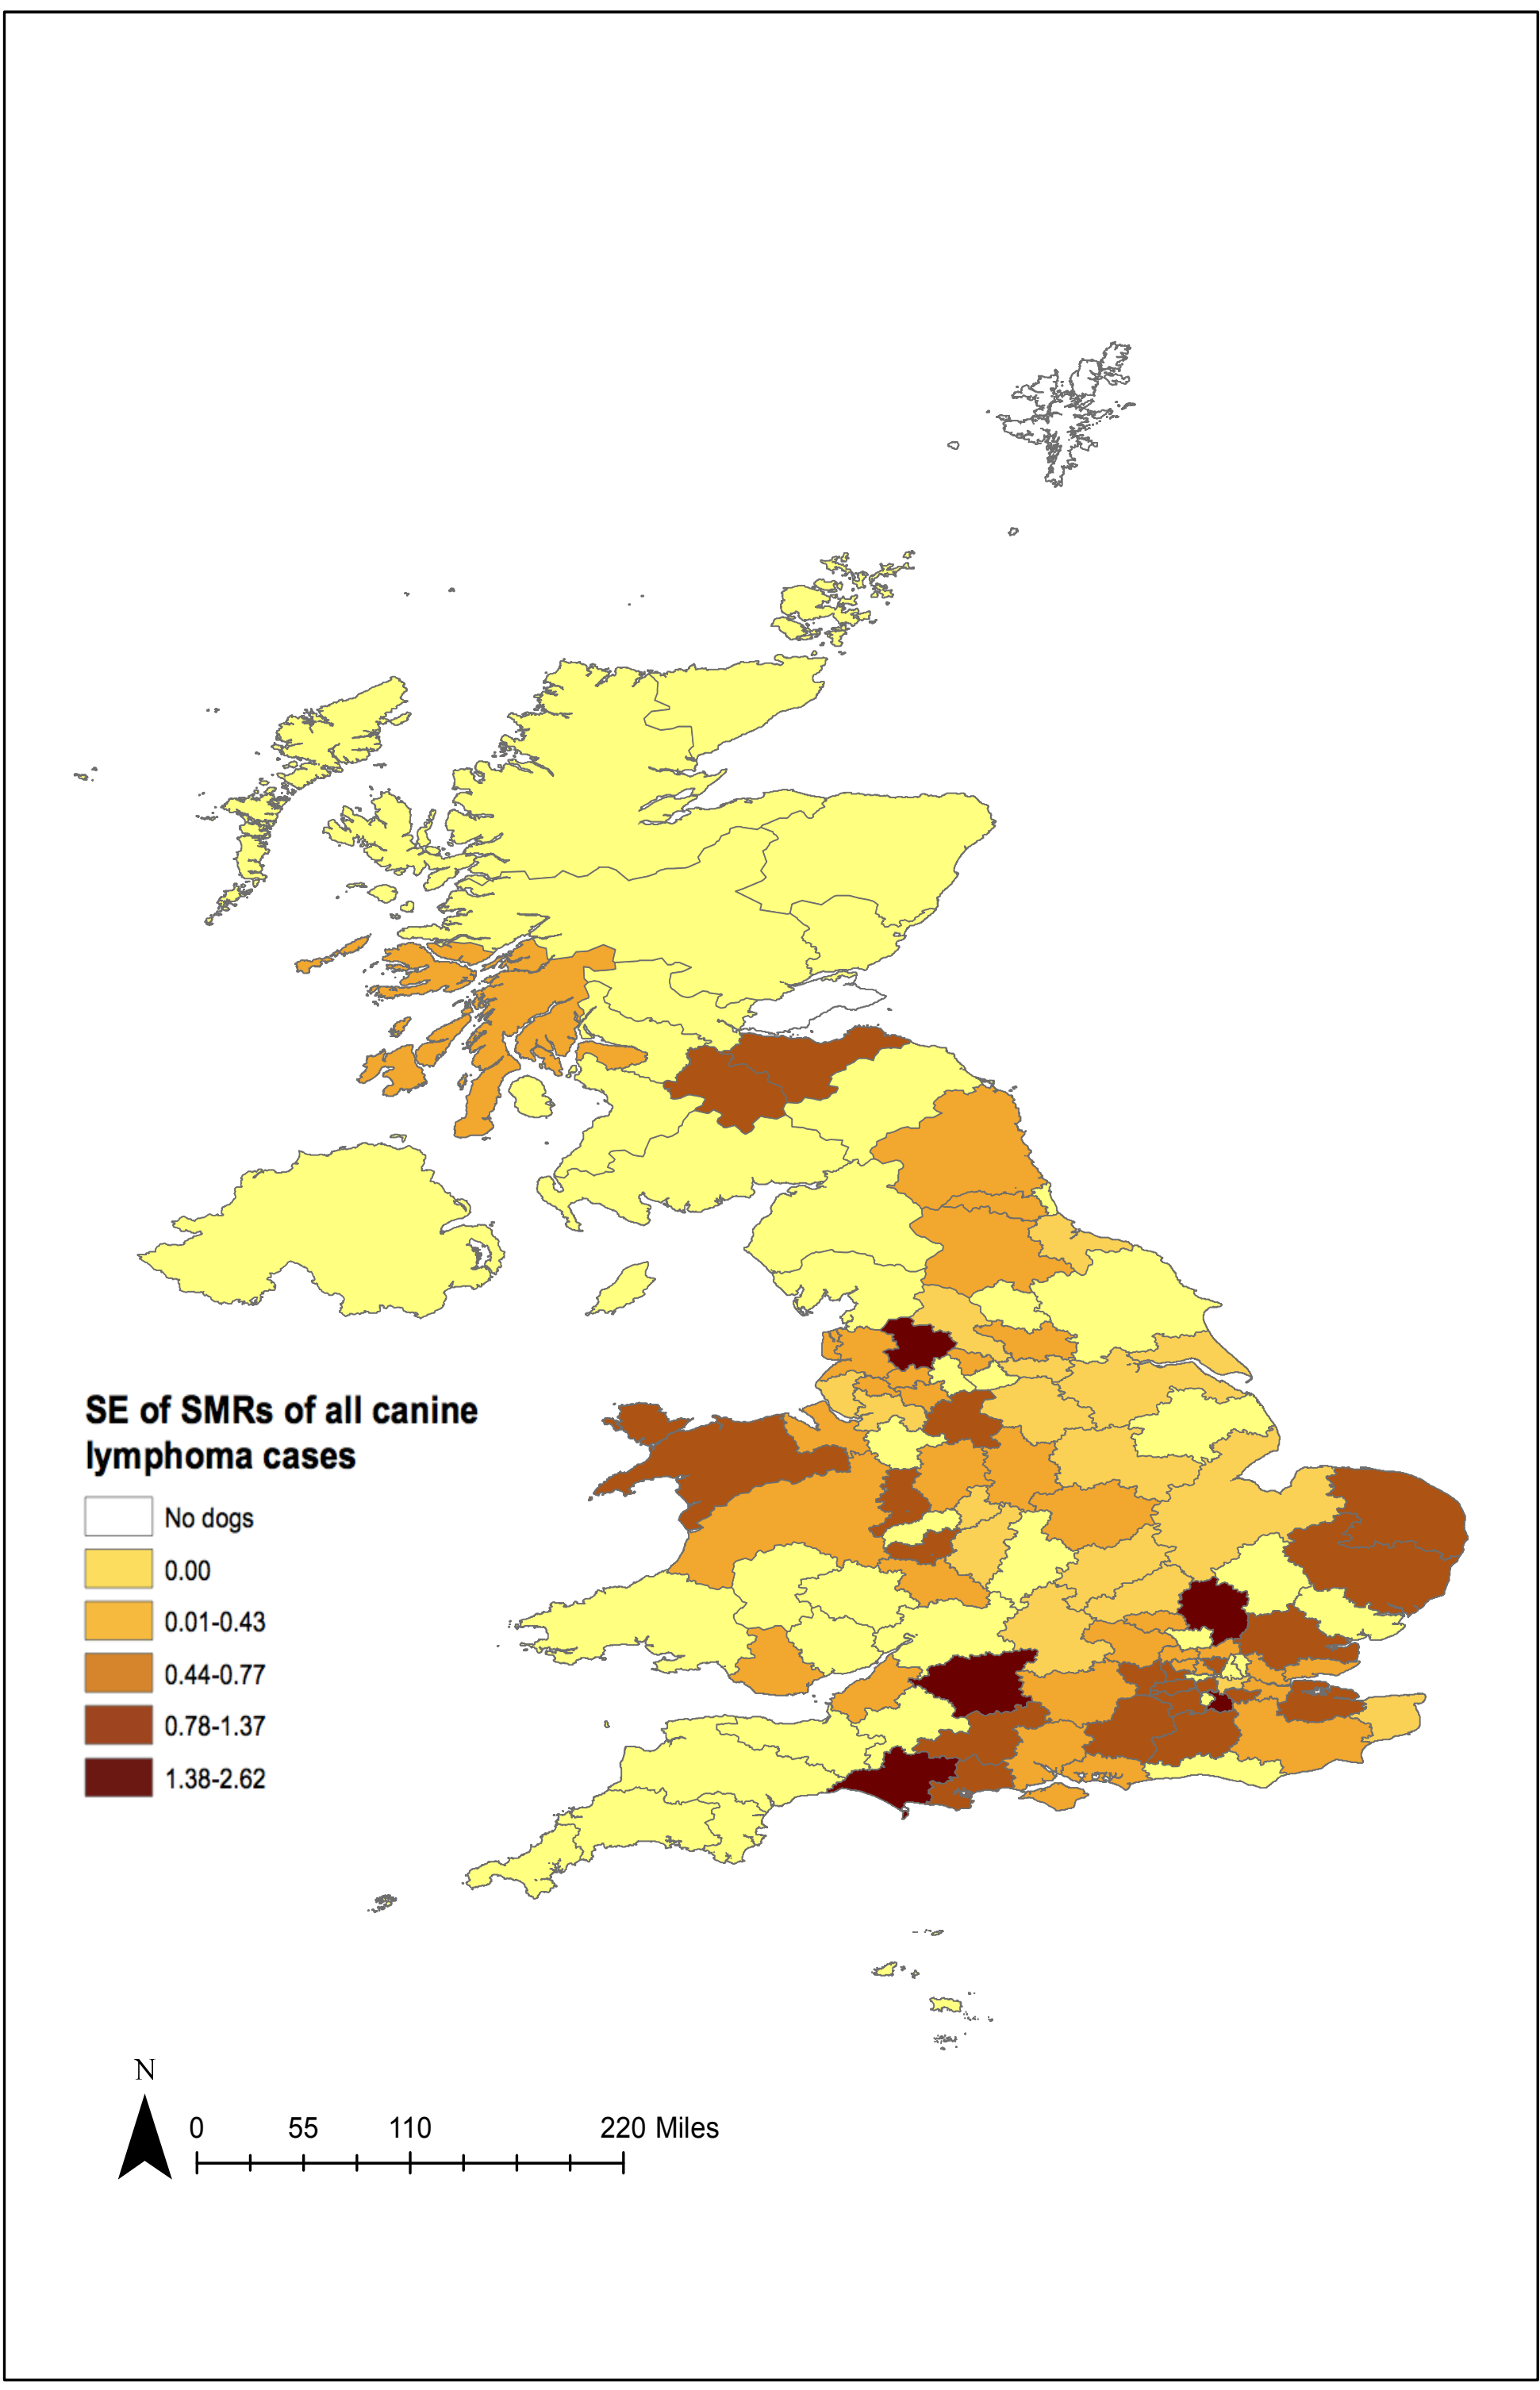 SE of SMRs of all canine
lymphoma cases
No dogs
0.00
0.01-0.43
0.44-0.77
0.78-1.37
1.38-2.62
N
0 55 110 220 Miles